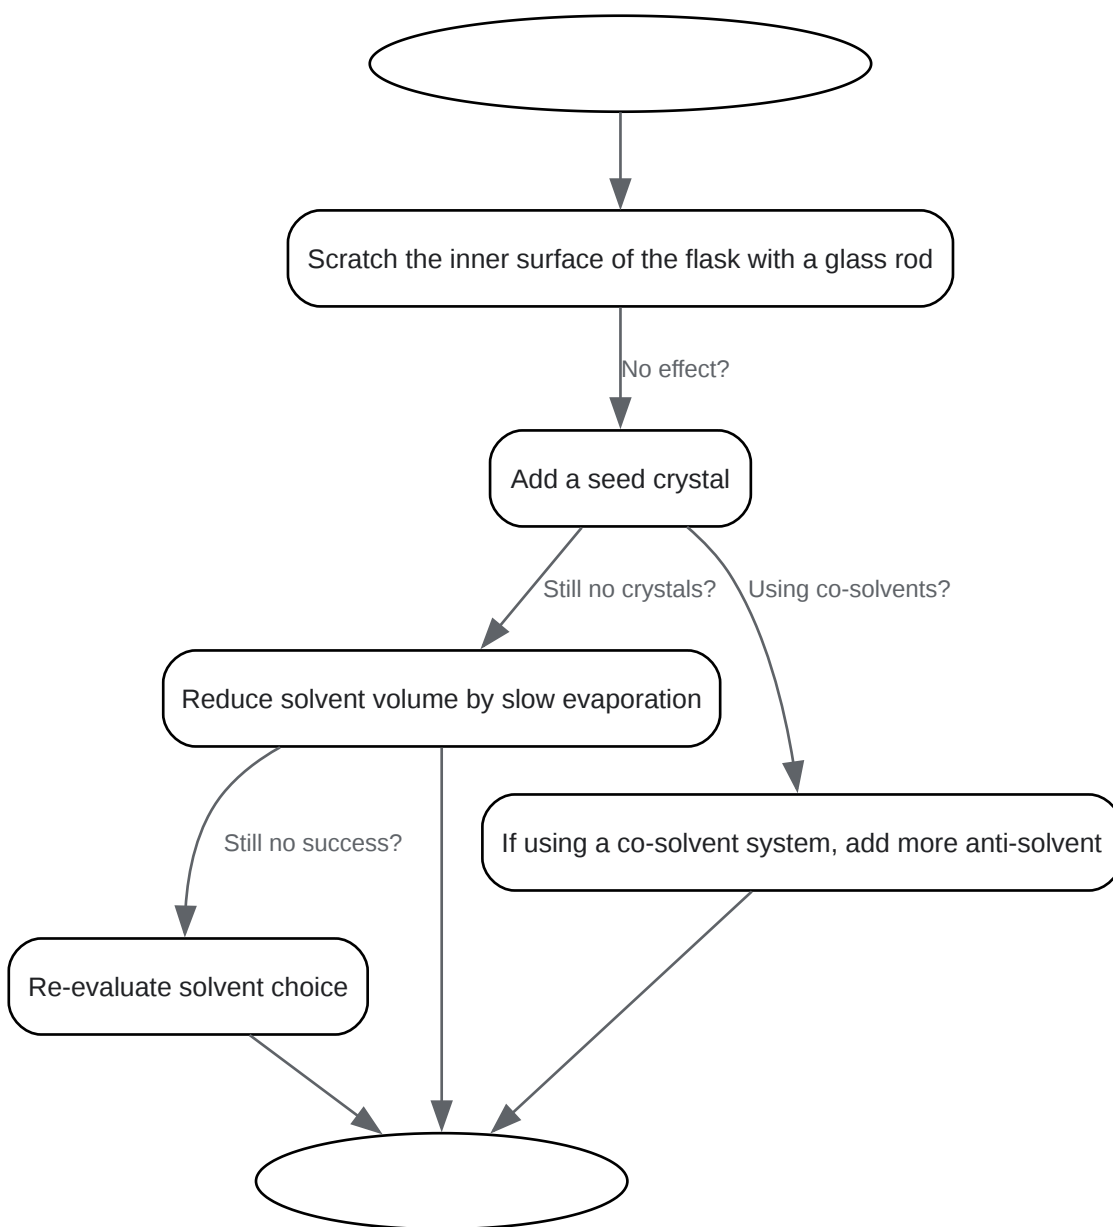 Scratch the inner surface of the flask with a glass rod
No effect?
Add a seed crystal
Still no crystals?
Using co-solvents?
Reduce solvent volume by slow evaporation
Still no success?
If using a co-solvent system, add more anti-solvent
Re-evaluate solvent choice